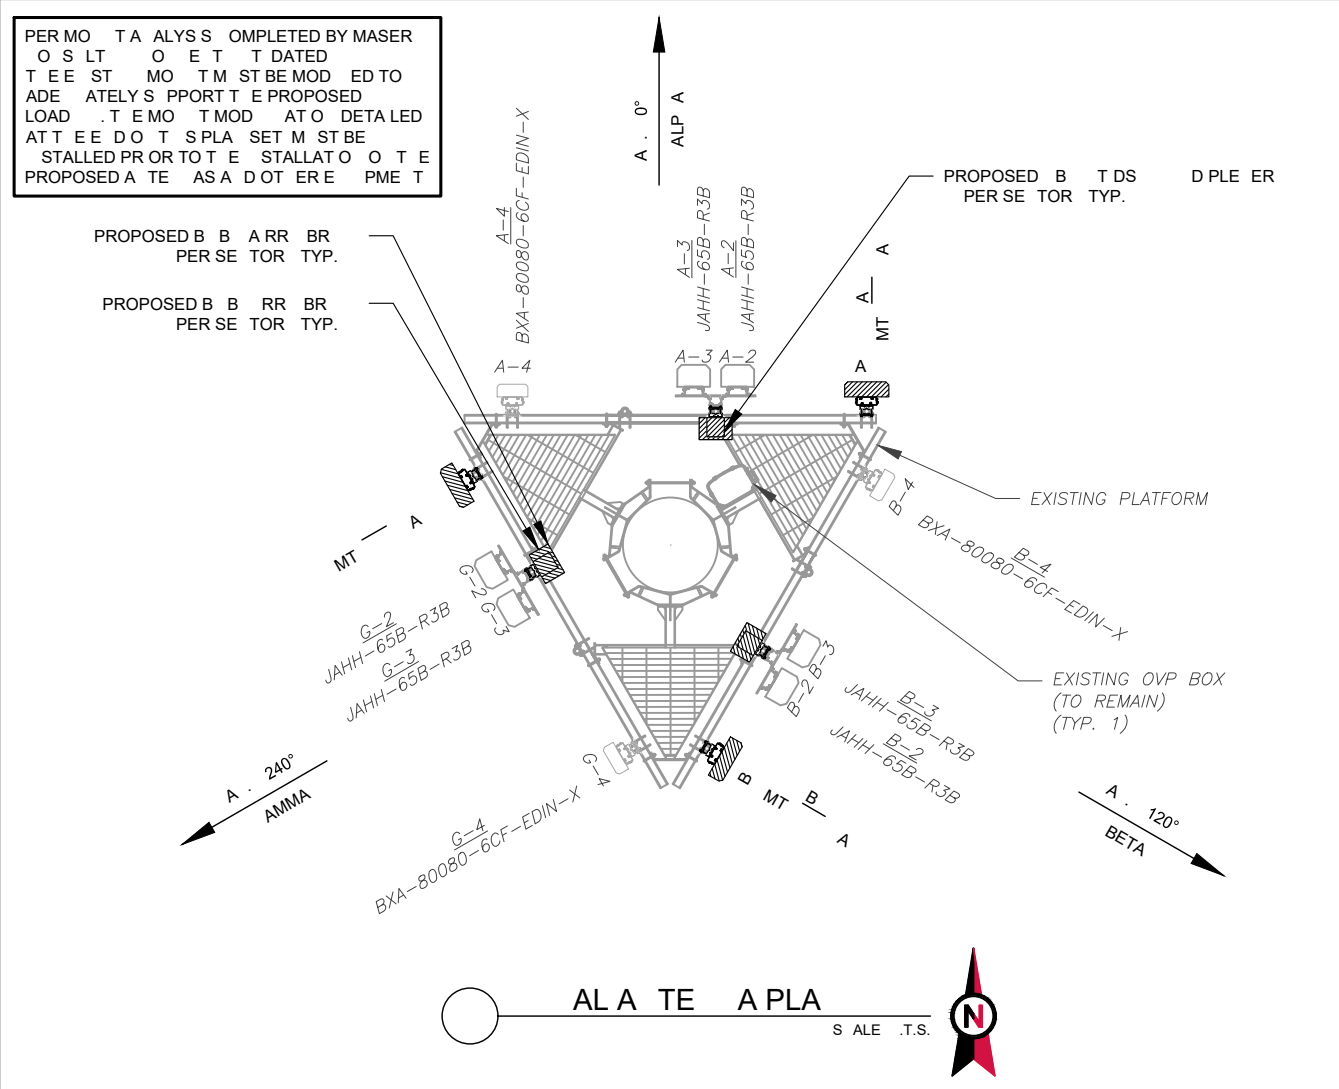 PER MO T A ALYS S OMPLETED BY MASER
O S LT O E T T DATED
T E E ST MO T M ST BE MOD ED TO
ADE ATELY S PPORT T E PROPOSED
LOAD . T E MO T MOD AT O DETA LED
AT T E E D O T S PLA SET M ST BE
STALLED PR OR TO T E STALLAT O O T E
PROPOSED A TE AS A D OT ER E PME T
PROPOSED B B A RR BR
PER SE TOR TYP.
PROPOSED B B RR BR
PER SE TOR TYP.
A-4
BXA-80080-6CF-EDIN-X
A . 0°
ALP A
A-3
JAHH-65B-R3B
A-2
JAHH-65B-R3B
PROPOSED B T DS D PLE ER
PER SE TOR TYP.
A
A
MT
A-4
A-3
A-2
A
EXISTING PLATFORM
B-4
B-4
BXA-80080-6CF-EDIN-X
A
MT
G-2
G-3
G-2
JAHH-65B-R3B
G-3
JAHH-65B-R3B
B-3
B-2
B-3
JAHH-65B-R3B
B-2
JAHH-65B-R3B
EXISTING OVP BOX
(TO REMAIN)
(TYP. 1)
G-4
G-4
BXA-80080-6CF-EDIN-X
B
B
MT
A
A . 240°
AMMA
A . 120°
BETA
AL A TE A PLA
S ALE .T.S.
N